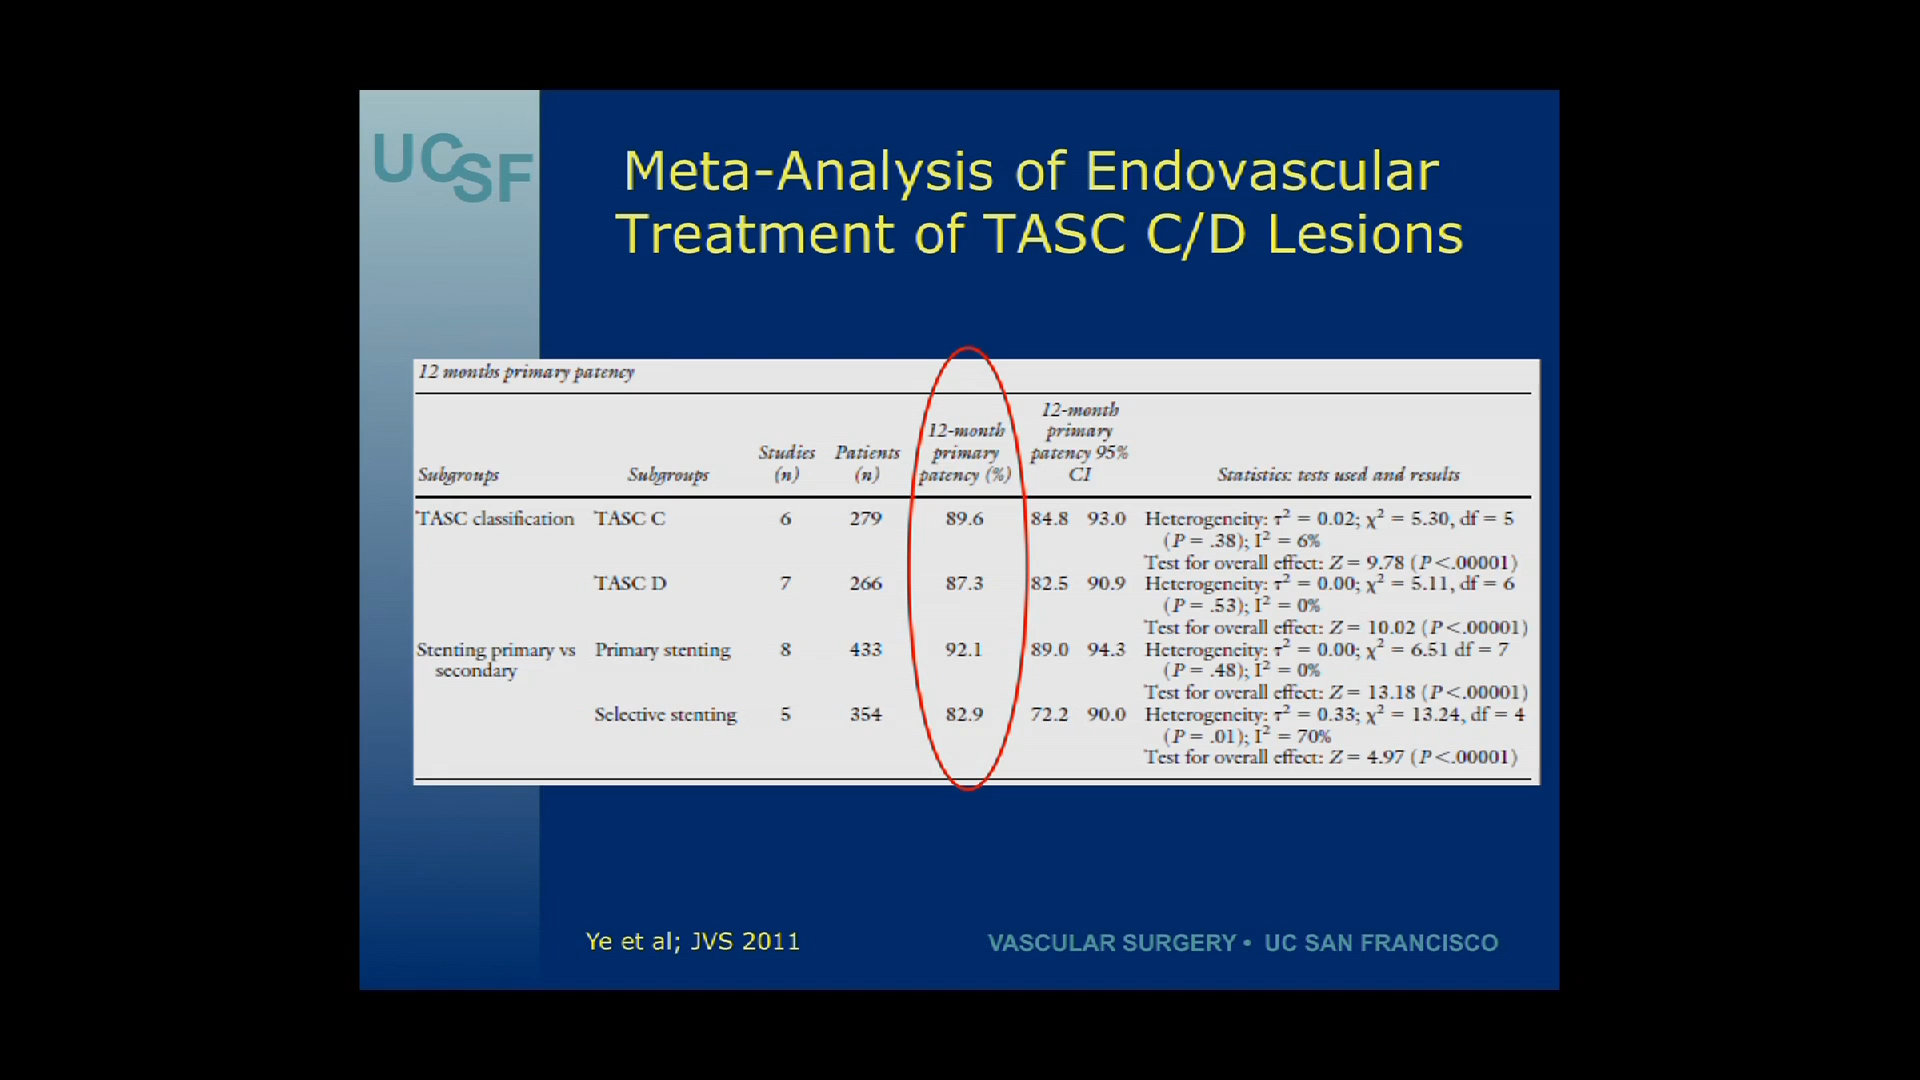 UCSF
Meta-Analysis of Endovascular
Treatment of TASC C/D Lesions
12 months primary patency
Subgroups Subgroups Studies (n) Patients (n) 12-month primary patency (%) 12-month primary patency 95% CI Statistics: tests used and results
TASC classification TASC C 6 279 89.6 84.8 93.0 Heterogeneity: τ² = 0.02; χ² = 5.30, df = 5
(P = .38); I² = 6%
Test for overall effect: Z = 9.78 (P<.00001)
TASC D 7 266 87.3 82.5 90.9 Heterogeneity: τ² = 0.00; χ² = 5.11, df = 6
(P = .53); I² = 0%
Test for overall effect: Z = 10.02 (P<.00001)
Stenting primary vs Primary stenting 8 433 92.1 89.0 94.3 Heterogeneity: τ² = 0.00; χ² = 6.51 df = 7
secondary (P = .48); I² = 0%
Test for overall effect: Z = 13.18 (P<.00001)
Selective stenting 5 354 82.9 72.2 90.0 Heterogeneity: τ² = 0.33; χ² = 13.24, df = 4
(P = .01); I² = 70%
Test for overall effect: Z = 4.97 (P<.00001)
Ye et al; JVS 2011
VASCULAR SURGERY • UC SAN FRANCISCO